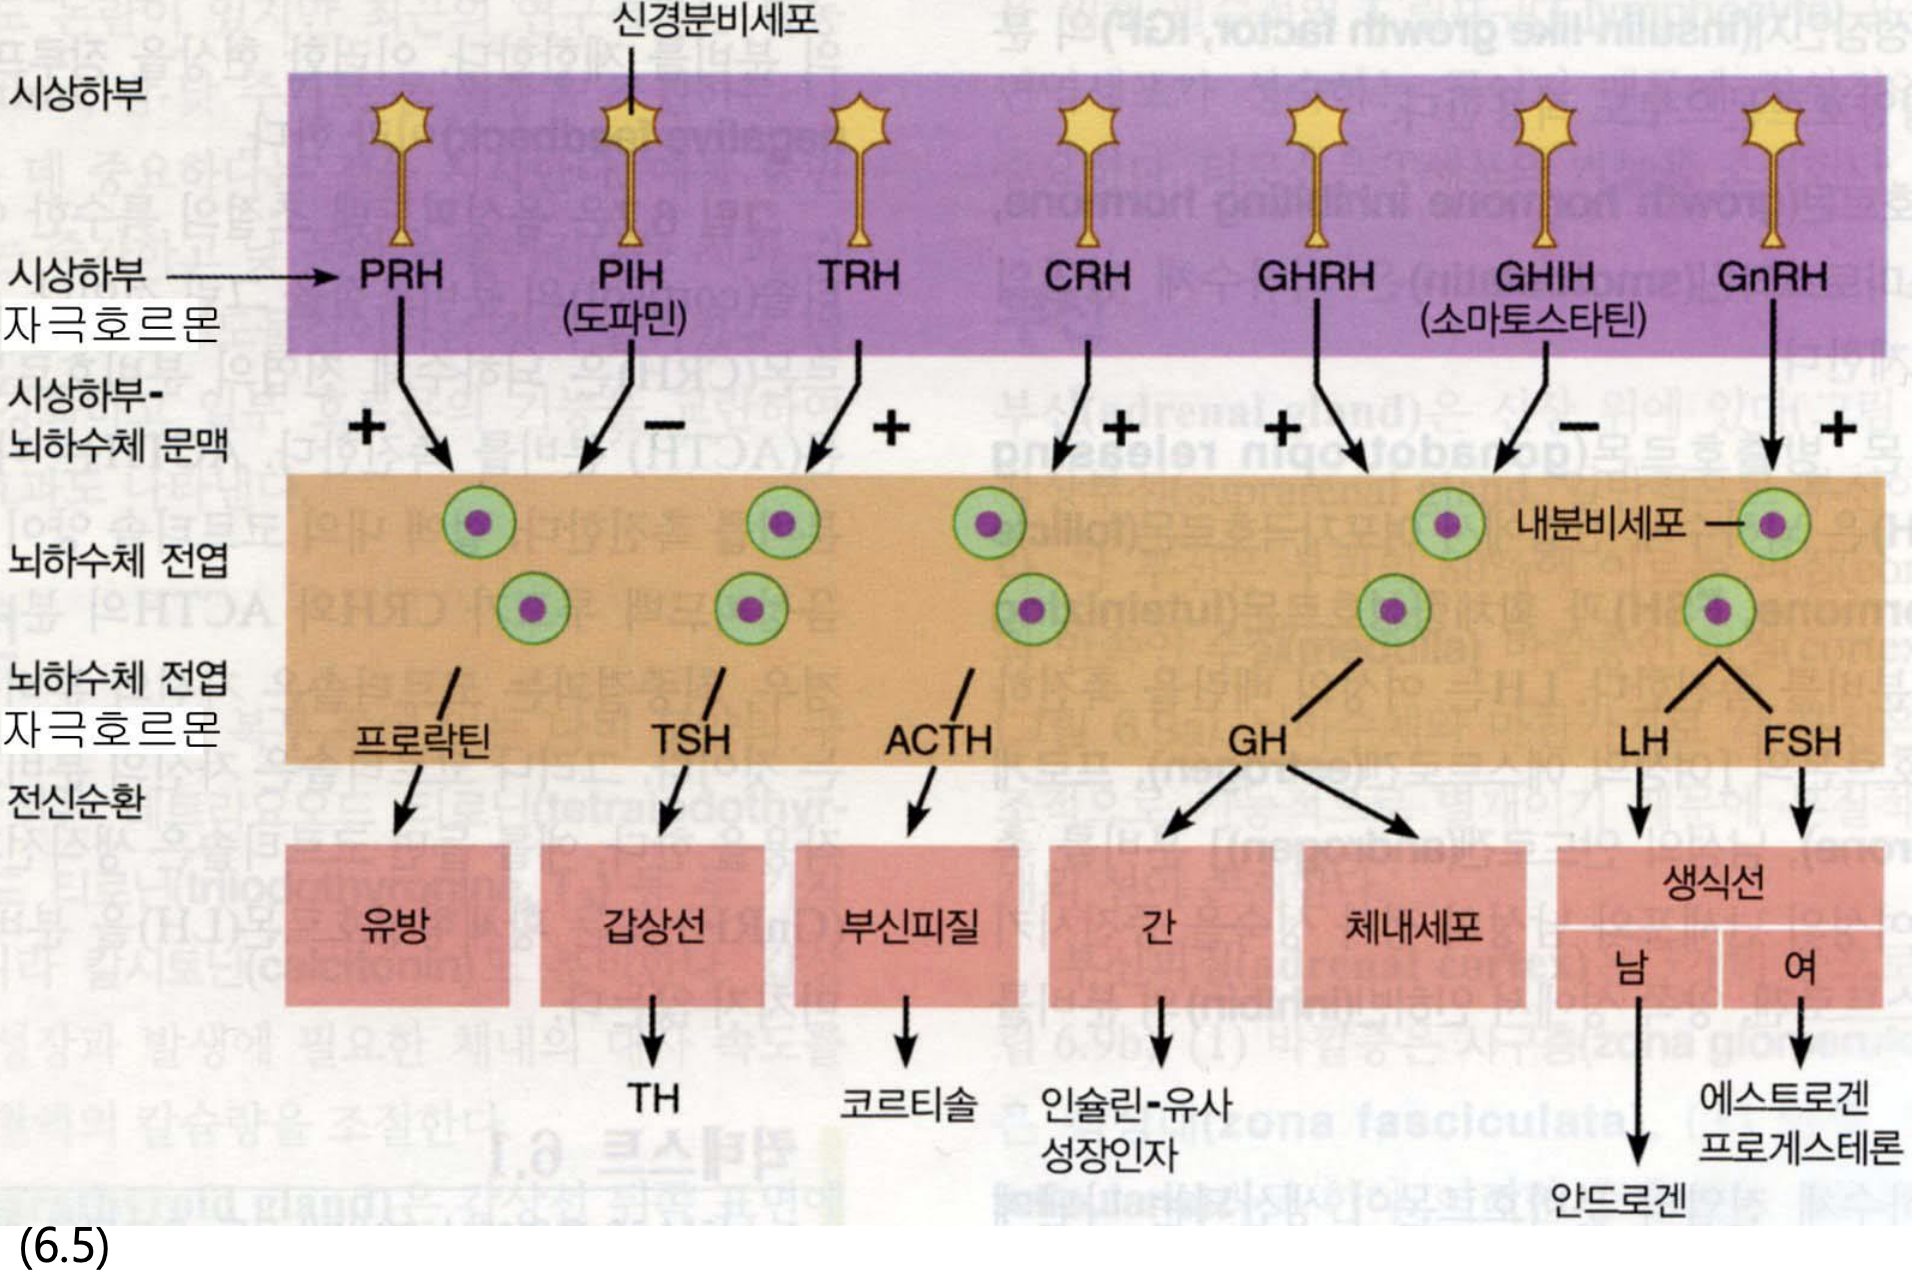 신경분비세포
시상하부
시상하부
자극호르몬
PRH
PIH
(도파민)
TRH
CRH
GHRH
GHIH
(소마토스타틴)
GnRH
시상하부-
뇌하수체 문맥
+
−
+
+
+
−
+
뇌하수체 전엽
내분비세포
뇌하수체 전엽
자극호르몬
프로락틴
TSH
ACTH
GH
LH
FSH
전신순환
유방
갑상선
부신피질
간
체내세포
생식선
남
여
TH
코르티솔
인슐린-유사
성장인자
안드로겐
에스트로겐
프로게스테론
(6.5)